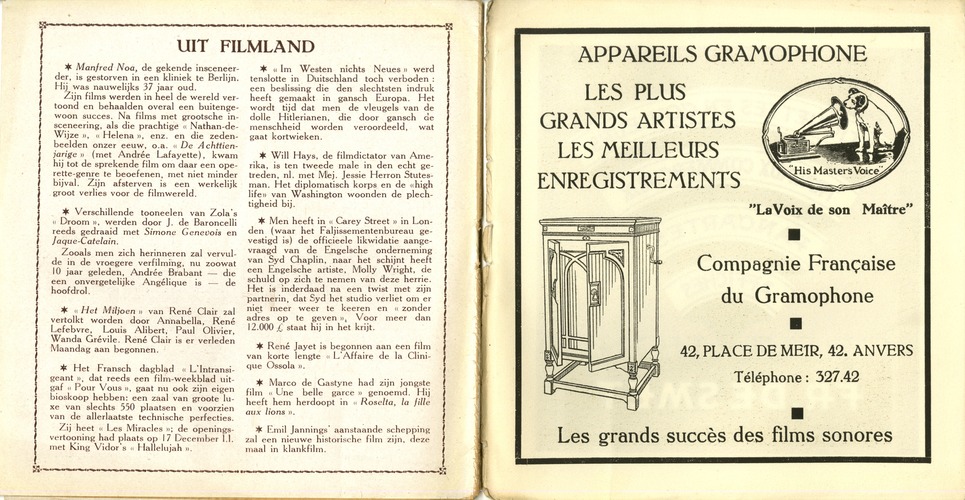 UIT FILMLAND
✶ Manfred Noa, de gekende insceneer-
der, is gestorven in een kliniek te Berlijn.
Hij was nauwelijks 37 jaar oud.
Zijn films werden in heel de wereld ver-
toond en behaalden overal een buitenge-
woon succes. Na films met grootsche in-
sceneering, als die prachtige « Nathan-de-
Wijze », « Helena », enz. en die zeden-
beelden onzer eeuw, o.a. « De Achttien-
jarige » (met Andrée Lafayette), kwam
hij tot de sprekende film om daar een ope-
rette-genre te beoefenen, met niet minder
bijval. Zijn afsterven is een werkelijk
groot verlies voor de filmwereld.
✶ Verschillende tooneelen van Zola's
« Droom », werden door J. de Baroncelli
reeds gedraaid met Simone Genevois en
Jaque-Catelain.
Zooals men zich herinneren zal vervul-
de in de vroegere verfilming, nu zoowat
10 jaar geleden, Andrée Brabant — die
een onvergetelijke Angélique is — de
hoofdrol.
✶ « Het Miljoen » van René Clair zal
vertolkt worden door Annabella, René
Lefebvre, Louis Alibert, Paul Olivier,
Wanda Grévile. René Clair is er verleden
Maandag aan begonnen.
✶ Het Fransch dagblad « L'Intransi-
geant », dat reeds een film-weekblad uit-
gaf « Pour Vous », gaat nu ook zijn eigen
bioskoop hebben: een zaal van groote lu-
xe van slechts 550 plaatsen en voorzien
van de allerlaatste technische perfecties.
Zij heet « Les Miracles »; de openings-
vertooning had plaats op 17 December l.l.
met King Vidor's « Hallelujah ».
✶ « Im Westen nichts Neues » werd
tenslotte in Duitschland toch verboden :
een beslissing die den slechtsten indruk
heeft gemaakt in gansch Europa. Het
wordt tijd dat men de vleugels van de
dolle Hitlerianen, die door gansch de
menschheid worden veroordeeld, wat
gaat kortwieken.
✶ Will Hays, de filmdictator van Ame-
rika, is ten tweede male in den echt ge-
treden, nl. met Mej. Jessie Herron Stutes-
man. Het diplomatisch korps en de «high
life» van Washington woonden de plech-
tigheid bij.
✶ Men heeft in « Carey Street » in Lon-
den (waar het Faljissementenbureau ge-
vestigd is) de officieele likwidatie aange-
vraagd van de Engelsche onderneming
van Syd Chaplin, naar het schijnt heeft
een Engelsche artiste, Molly Wright, de
schuld op zich te nemen van deze herrie.
Het is inderdaad na een twist met zijn
partnerin, dat Syd het studio verliet om er
niet meer weer te keeren en « zonder
adres op te geven », Voor meer dan
12.000 £ staat hij in het krijt.
✶ René Jayet is begonnen aan een film
van korte lengte « L'Affaire de la Clini-
que Ossola ».
✶ Marco de Gastyne had zijn jongste
film « Une belle garce » genoemd. Hij
heeft hem herdoopt in « Roselta, la fille
aux lions ».
✶ Emil Jannings' aanstaande schepping
zal een nieuwe historische film zijn, deze
maal in klankfilm.
APPAREILS GRAMOPHONE
LES PLUS
GRANDS ARTISTES
LES MEILLEURS
ENREGISTREMENTS
"His Master's Voice"
"La Voix de son Maître"
Compagnie Française
du Gramophone
42, PLACE DE MEIR, 42. ANVERS
Téléphone : 327.42
Les grands succès des films sonores